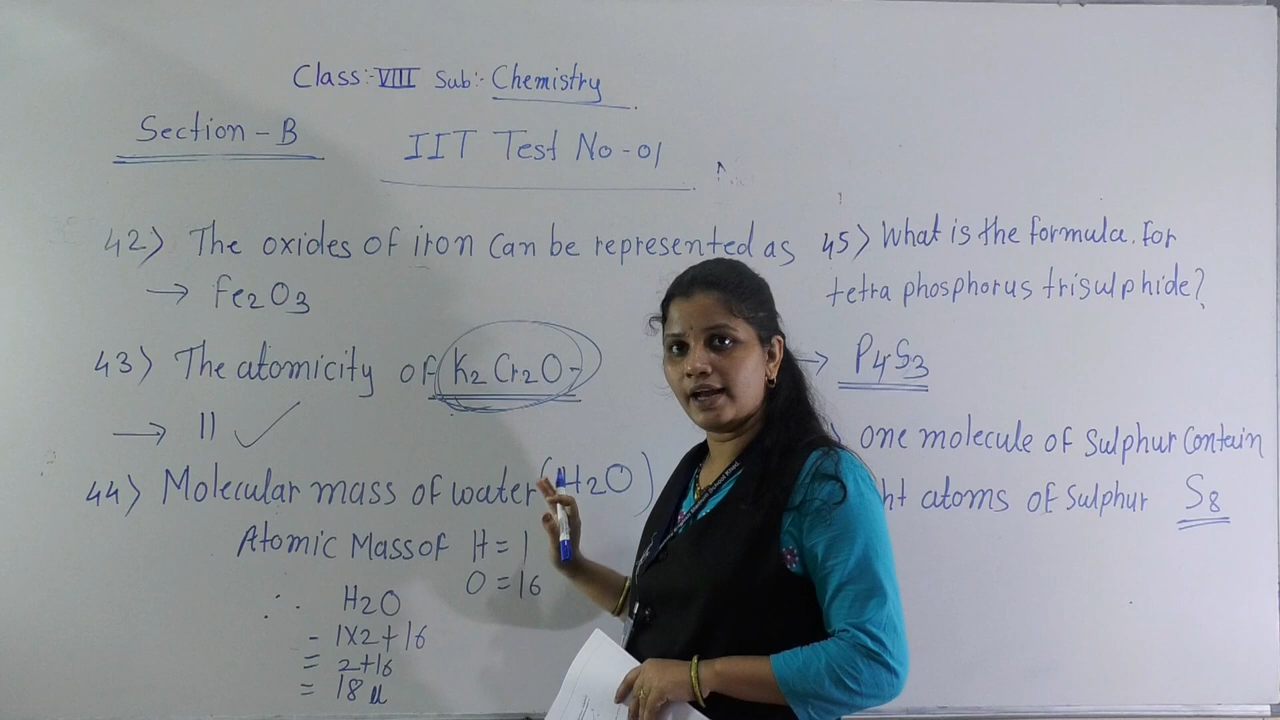 Class:- VIII Sub:- Chemistry
Section - B
IIT Test No-01
42) The oxides of iron can be represented as
→ Fe2O3
43) The atomicity of K2Cr2O7
→ 11 ✓
44) Molecular mass of water (H2O)
Atomic Mass of H = 1
O = 16
∴ H2O
= 1x2+16
= 2+16
= 18 u
45) What is the formula. For
tetra phosphorus trisulphide?
→ P4S3
) one molecule of Sulphur Contain
ht atoms of Sulphur S8